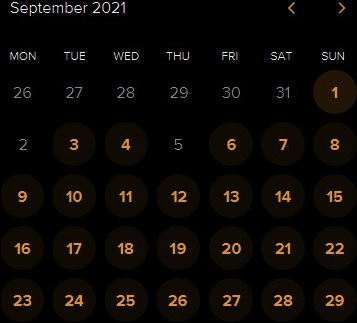 September 2021
MON TUE WED THU FRI SAT SUN
26 27 28 29 30 31 1
2 3 4 5 6 7 8
9 10 11 12 13 14 15
16 17 18 19 20 21 22
23 24 25 26 27 28 29